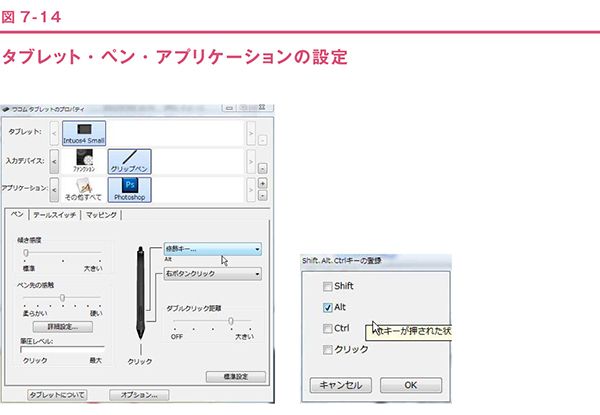 図 7-14
タブレット・ペン・アプリケーションの設定
ワコム タブレットのプロパティ
タブレット:
Intuos4 Small
入力デバイス:
ファンクション
グリップペン
アプリケーション:
Ps
その他すべて
Photoshop
ペン
テールスイッチ
マッピング
傾き感度
標準
大きい
ペン先の感触
柔らかい
硬い
詳細設定...
筆圧レベル:
クリック
最大
修飾キー...
Alt
右ボタンクリック
ダブルクリック距離
OFF
大きい
クリック
標準設定
タブレットについて
オプション...
Shift、Alt、Ctrlキーの登録
Shift
Alt
Ctrl
Altキーが押された状
クリック
キャンセル
OK